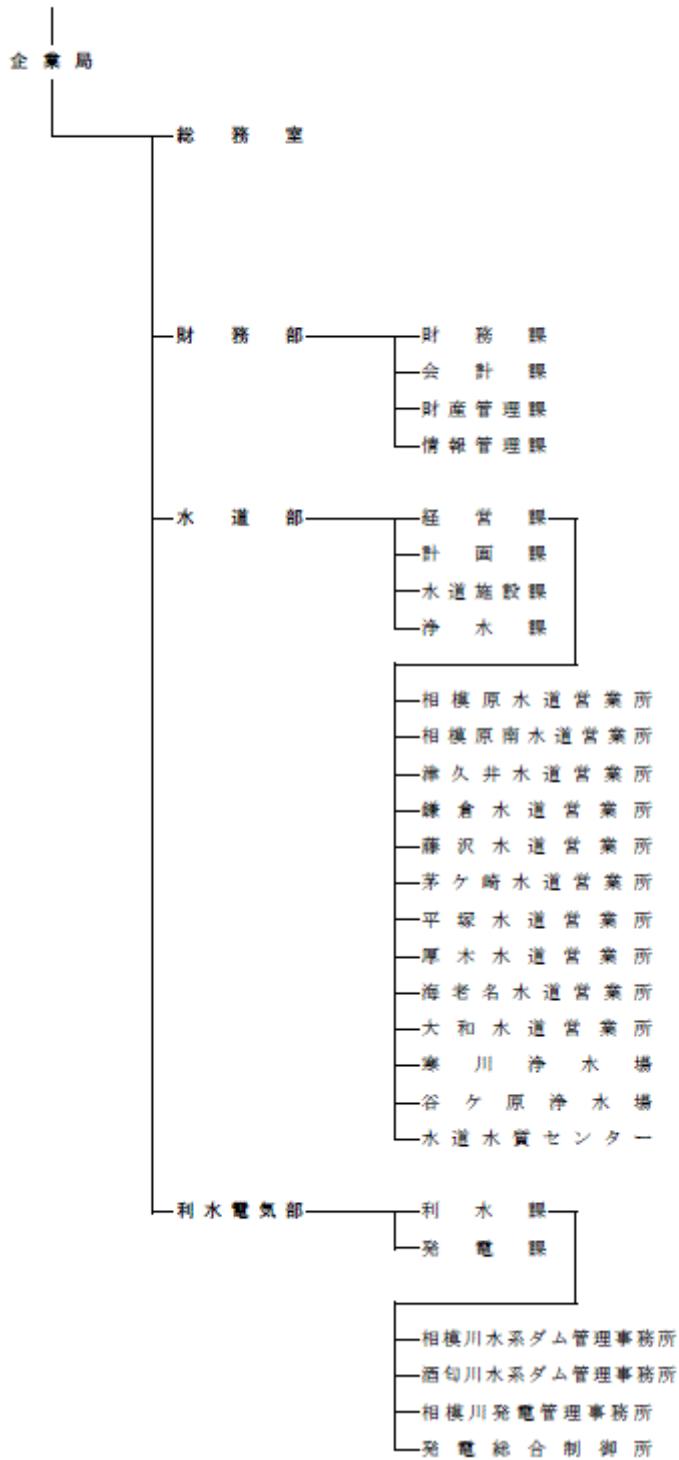 企業局
総務室
財務部 財務課
会計課
財産管理課
情報管理課
水道部 経営課
計画課
水道施設課
浄水課
相模原水道営業所
相模原南水道営業所
津久井水道営業所
鎌倉水道営業所
藤沢水道営業所
茅ケ崎水道営業所
平塚水道営業所
厚木水道営業所
海老名水道営業所
大和水道営業所
寒川浄水場
谷ケ原浄水場
水道水質センター
利水電気部 利水課
発電課
相模川水系ダム管理事務所
酒匂川水系ダム管理事務所
相模川発電管理事務所
発電総合制御所